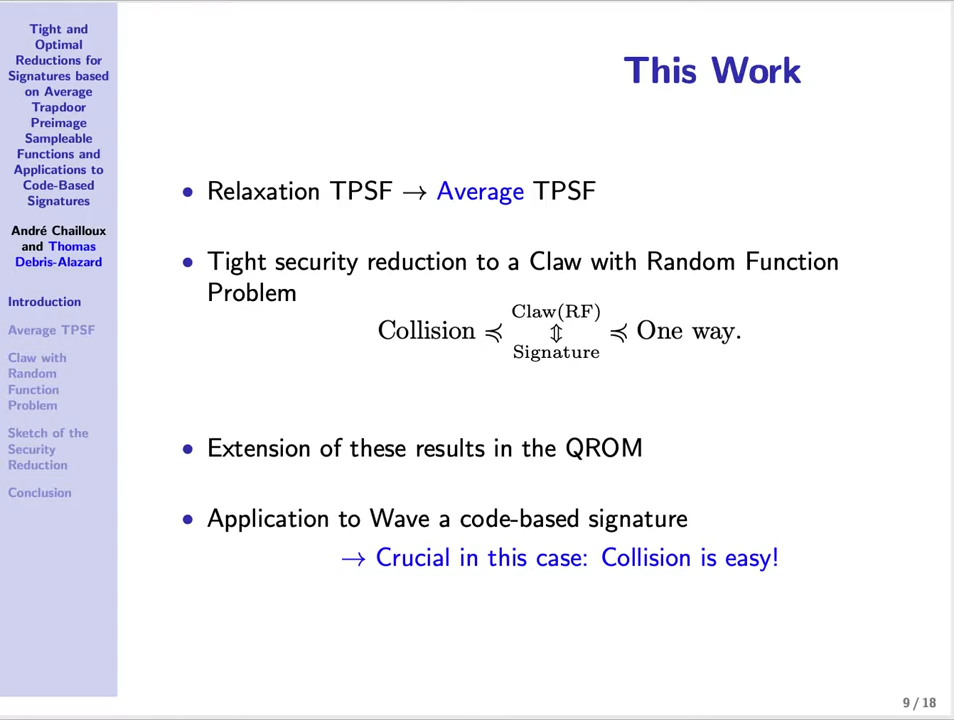 Tight and
Optimal
Reductions for
Signatures based
on Average
Trapdoor
Preimage
Sampleable
Functions and
Applications to
Code-Based
Signatures
André Chailloux
and Thomas
Debris-Alazard
Introduction
Average TPSF
Claw with
Random
Function
Problem
Sketch of the
Security
Reduction
Conclusion
This Work
• Relaxation TPSF → Average TPSF
• Tight security reduction to a Claw with Random Function
Problem
Claw(RF)
Collision ≼ ⇕ ≼ One way.
Signature
• Extension of these results in the QROM
• Application to Wave a code-based signature
→ Crucial in this case: Collision is easy!
9 / 18